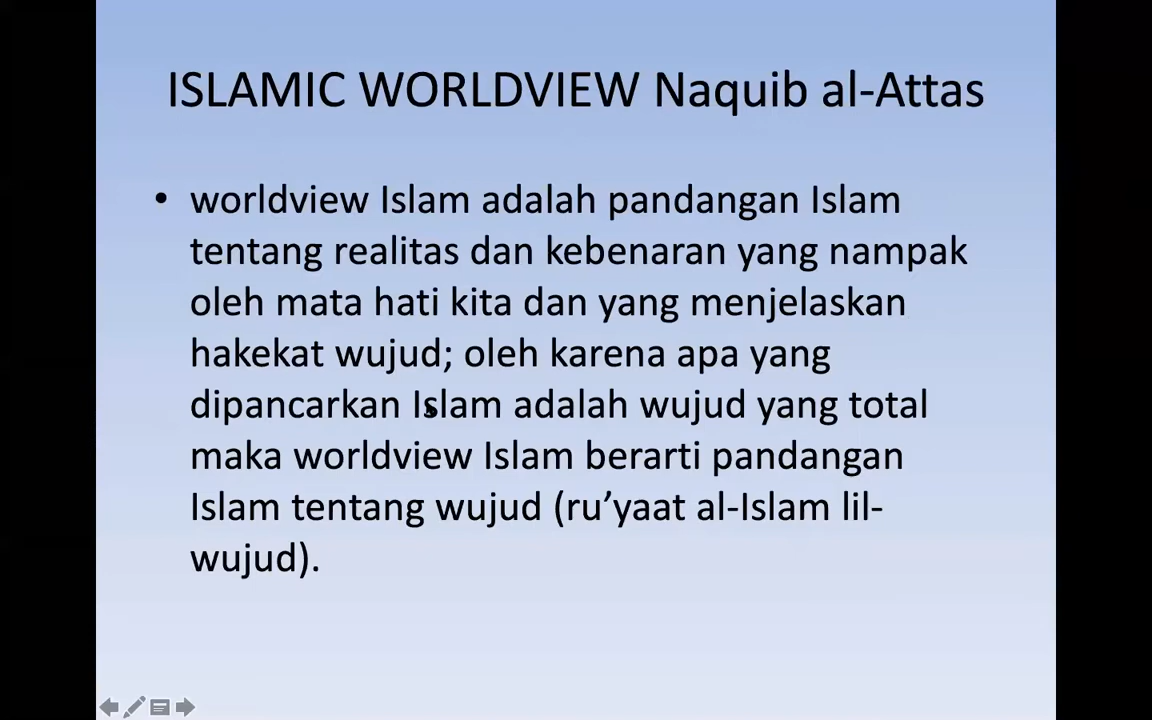 ISLAMIC WORLDVIEW Naquib al-Attas
• worldview Islam adalah pandangan Islam
tentang realitas dan kebenaran yang nampak
oleh mata hati kita dan yang menjelaskan
hakekat wujud; oleh karena apa yang
dipancarkan Islam adalah wujud yang total
maka worldview Islam berarti pandangan
Islam tentang wujud (ru’yaat al-Islam lil-
wujud).